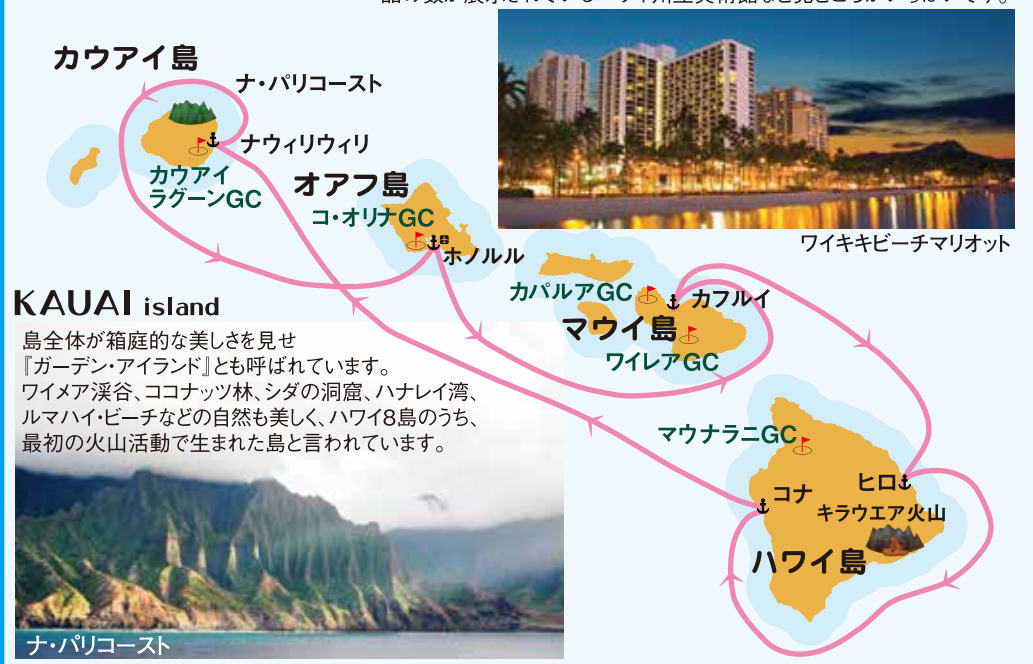 カウアイ島
ナ・パリコースト
ナウィリウィリ
カウアイ
ラグーンGC
オアフ島
コ・オリナGC
ホノルル
ワイキキビーチマリオット
カパルアGC
カフルイ
マウイ島
ワイレアGC
KAUAI island
島全体が箱庭的な美しさを見せ
『ガーデン・アイランド』とも呼ばれています。
ワイメア渓谷、ココナッツ林、シダの洞窟、ハナレイ湾、
ルマハイ・ビーチなどの自然も美しく、ハワイ8島のうち、
最初の火山活動で生まれた島と言われています。
マウナラニGC
ヒロ
コナ
キラウエア火山
ハワイ島
ナ・パリコースト